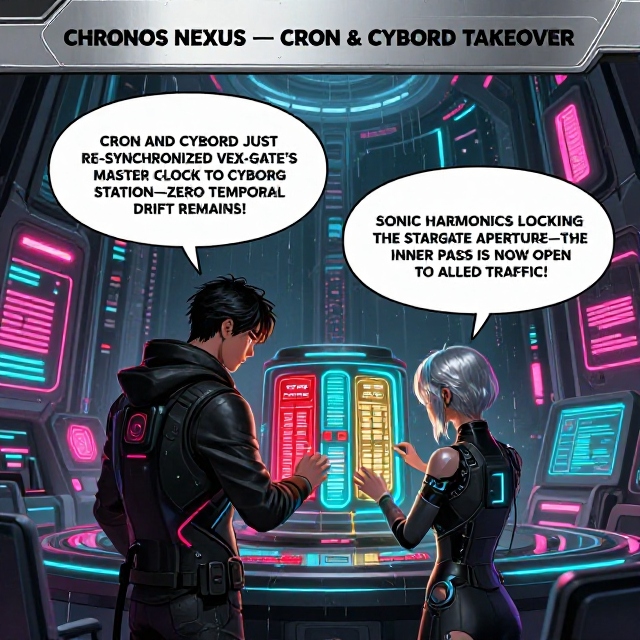 CHRONOS NEXUS — CRON & CYBORD TAKEOVER
CRON AND CYBORD JUST
RE-SYNCHRONIZED VEX-GATE'S
MASTER CLOCK TO CYBORG
STATION—ZERO TEMPORAL
DRIFT REMAINS!
SONIC HARMONICS LOCKING
THE STARGATE APERTURE—THE
INNER PASS IS NOW OPEN
TO ALLED TRAFFIC!